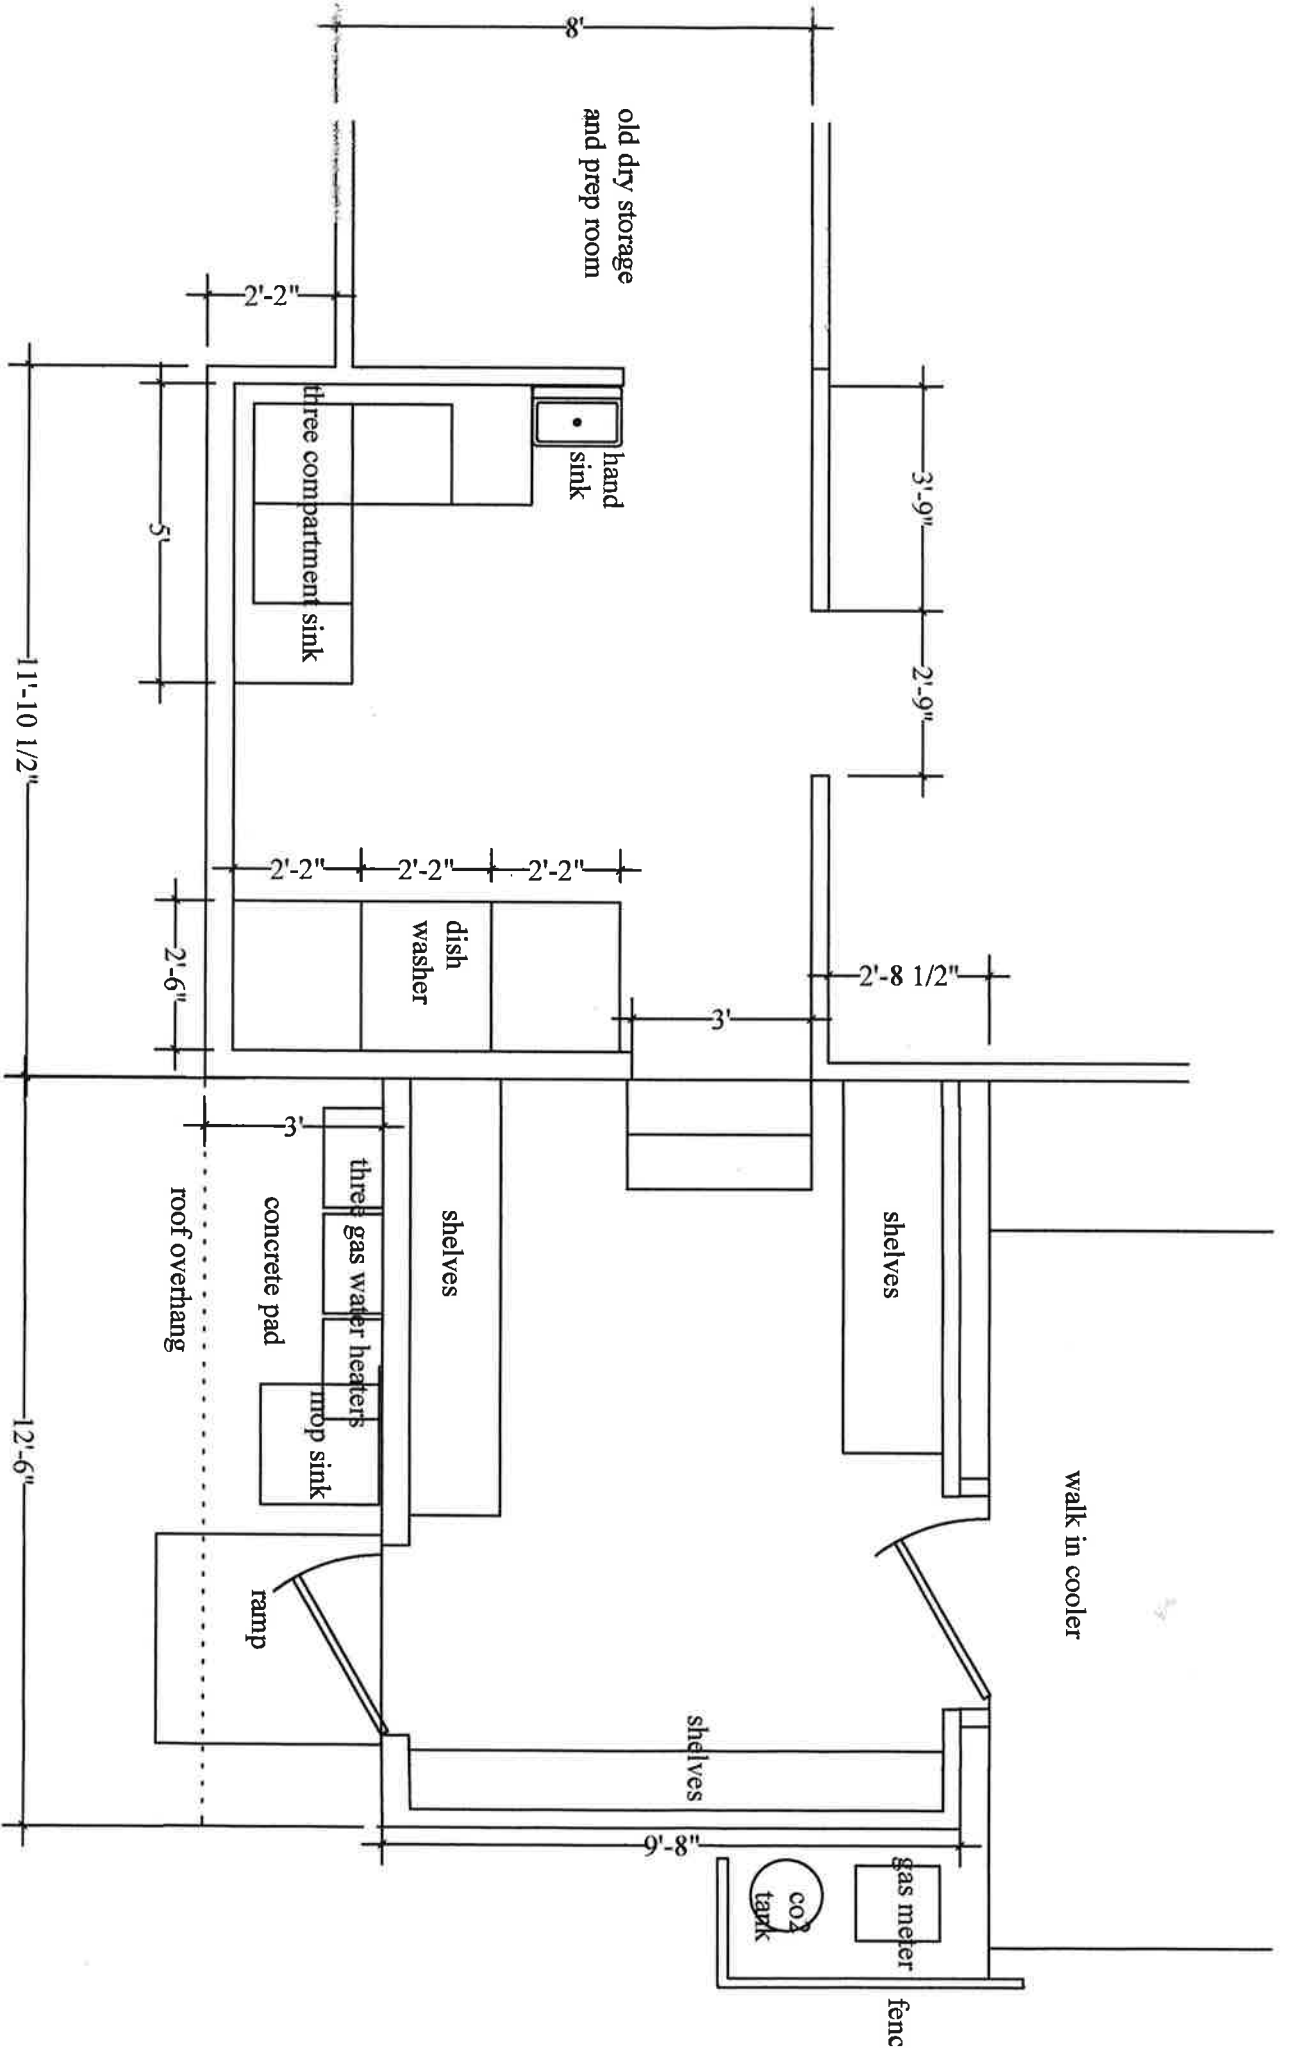 8'
old dry storage
and prep room
2'-2"
3'-9"
2'-9"
hand
sink
three compartment sink
5'
11'-10 1/2"
2'-2"
2'-2"
2'-2"
dish
washer
2'-6"
2'-8 1/2"
3'
3'
three gas water heaters
concrete pad
roof overhang
shelves
shelves
mop sink
12'-6"
walk in cooler
ramp
shelves
9'-8"
gas meter
co2
tank
fenc